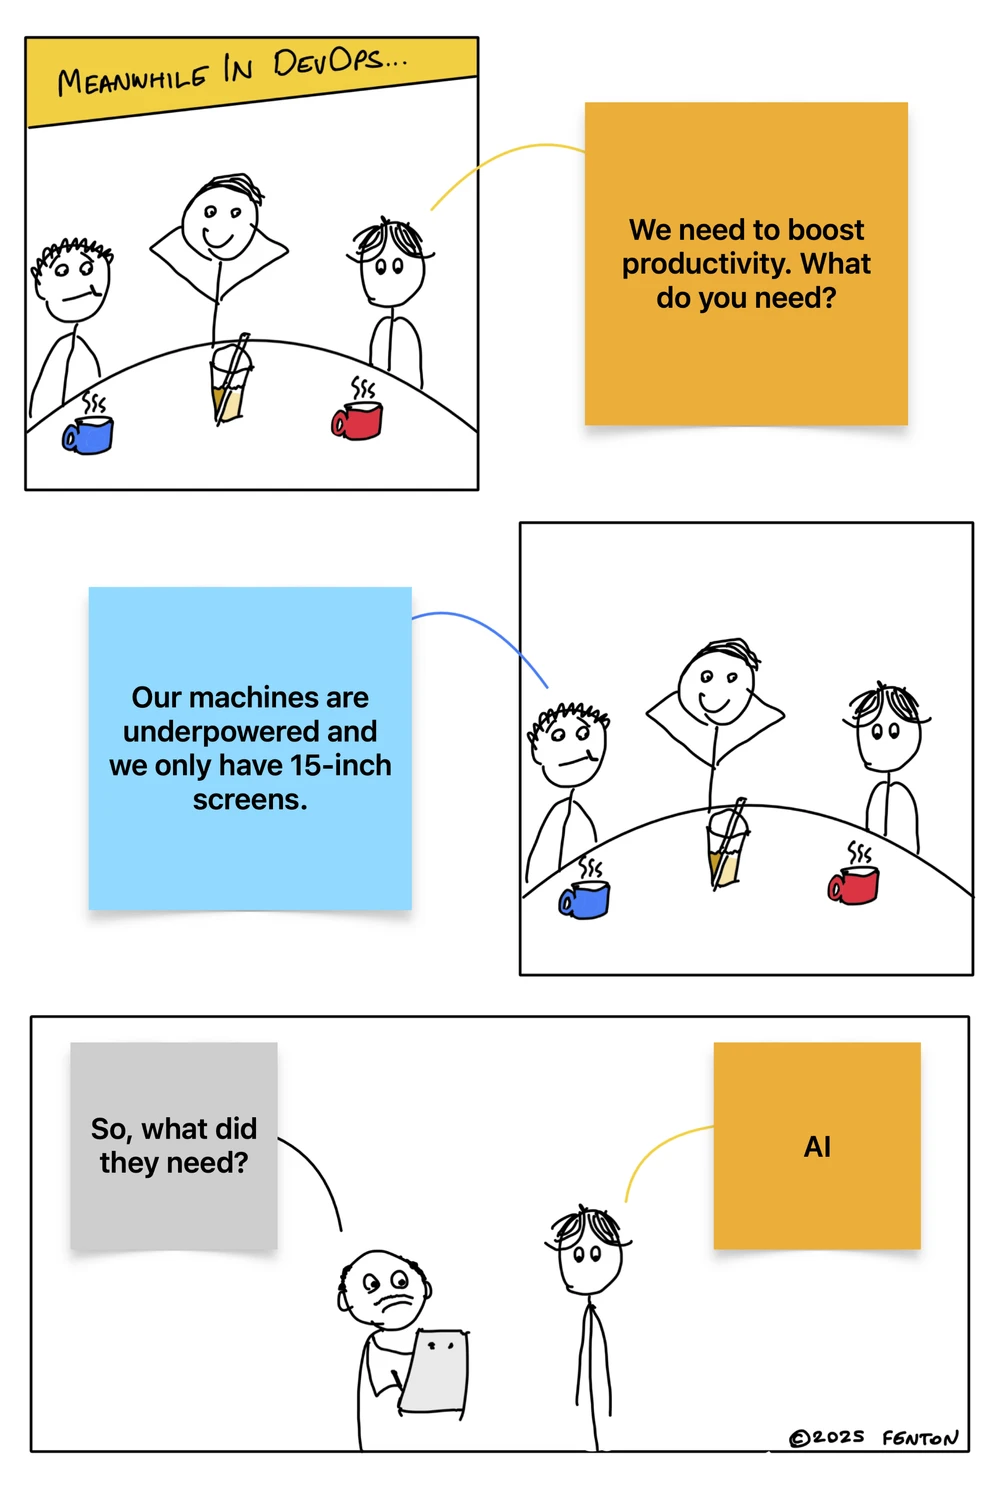 MEANWHILE IN DEVOPS...
We need to boost
productivity. What
do you need?
Our machines are
underpowered and
we only have 15-inch
screens.
So, what did
they need?
AI
©2025 FENTON